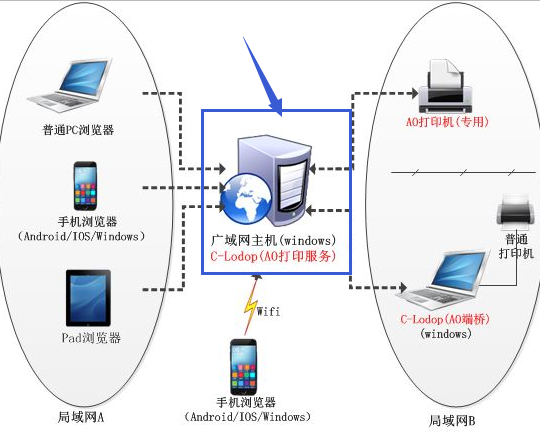 普通PC浏览器
手机浏览器
(Android/IOS/Windows)
Pad浏览器
局域网A
广域网主机(windows)
C-Lodop(AO打印服务)
Wifi
手机浏览器
(Android/IOS/Windows)
AO打印机(专用)
普通
打印机
C-Lodop(AO端桥)
(windows)
局域网B